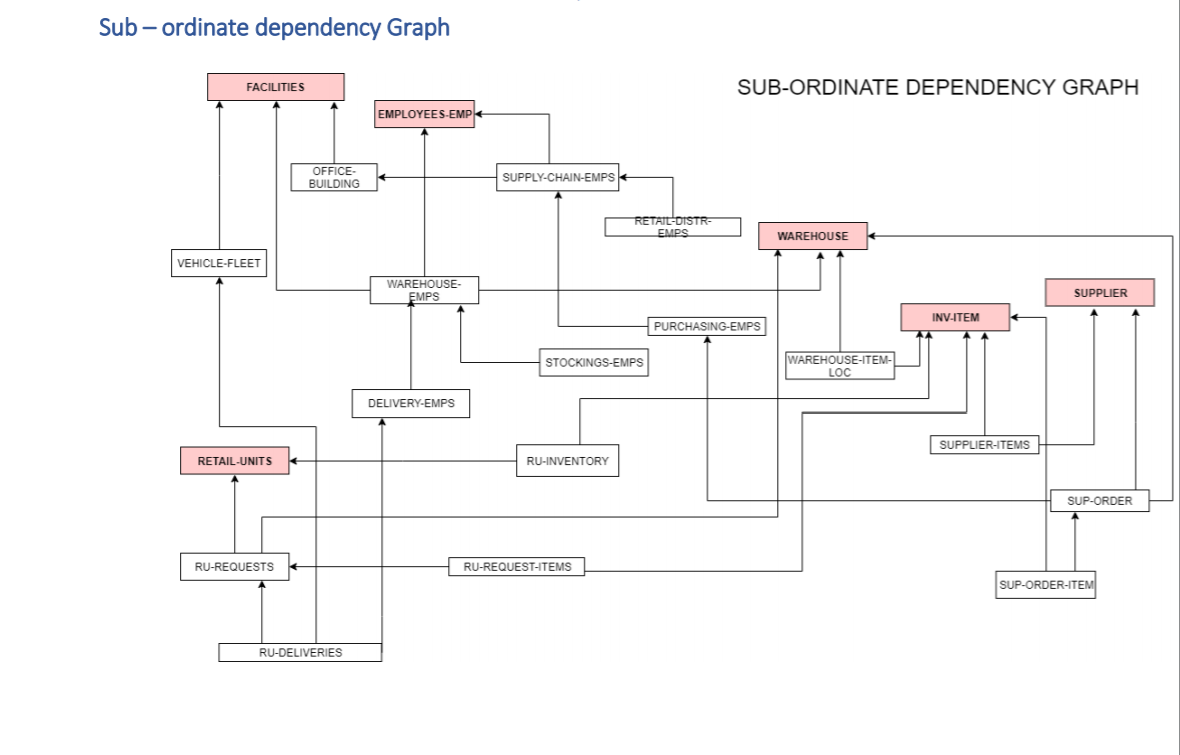 Sub – ordinate dependency Graph
SUB-ORDINATE DEPENDENCY GRAPH
FACILITIES
EMPLOYEES-EMP
OFFICE-
BUILDING
SUPPLY-CHAIN-EMPS
RETAIL-DISTR-
EMPS
WAREHOUSE
VEHICLE-FLEET
WAREHOUSE-
EMPS
SUPPLIER
INV-ITEM
PURCHASING-EMPS
STOCKINGS-EMPS
WAREHOUSE-ITEM-
LOC
DELIVERY-EMPS
SUPPLIER-ITEMS
RETAIL-UNITS
RU-INVENTORY
SUP-ORDER
RU-REQUESTS
RU-REQUEST-ITEMS
SUP-ORDER-ITEM
RU-DELIVERIES